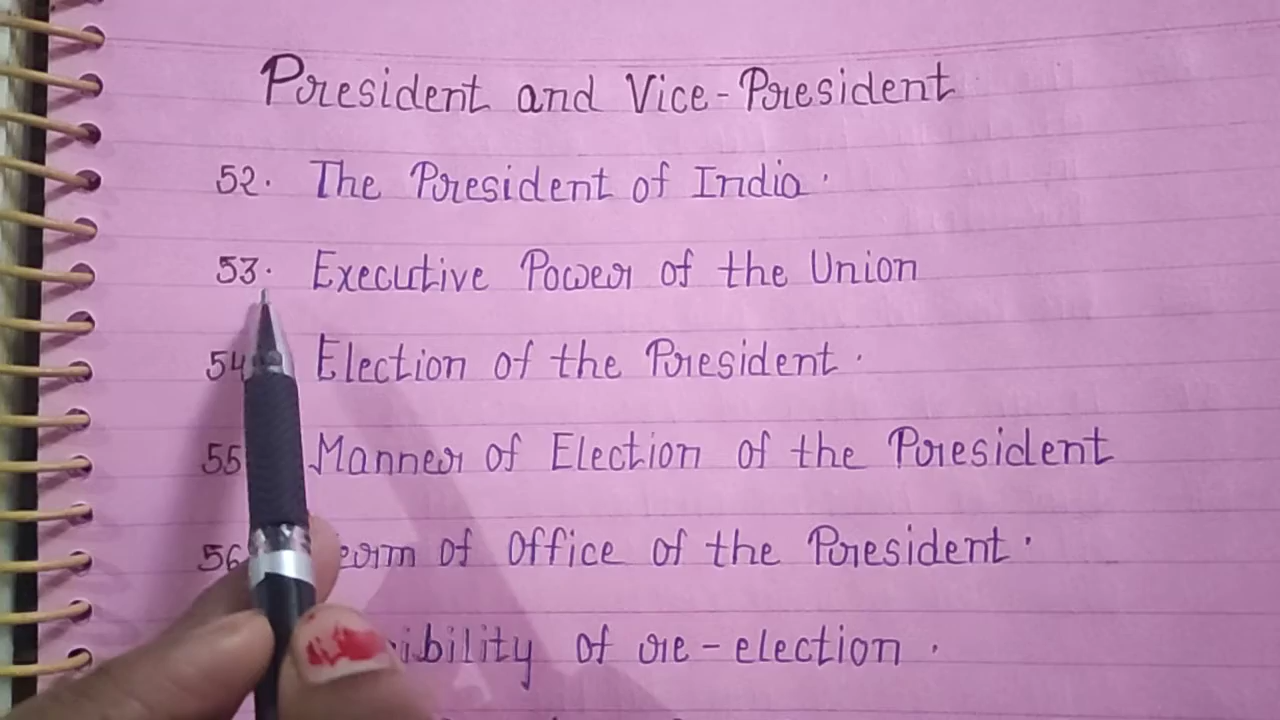 President and Vice-President
52. The President of India.
53. Executive Power of the Union
54 Election of the President.
55 Manner of Election of the President
56 of Office of the President.
of re-election.